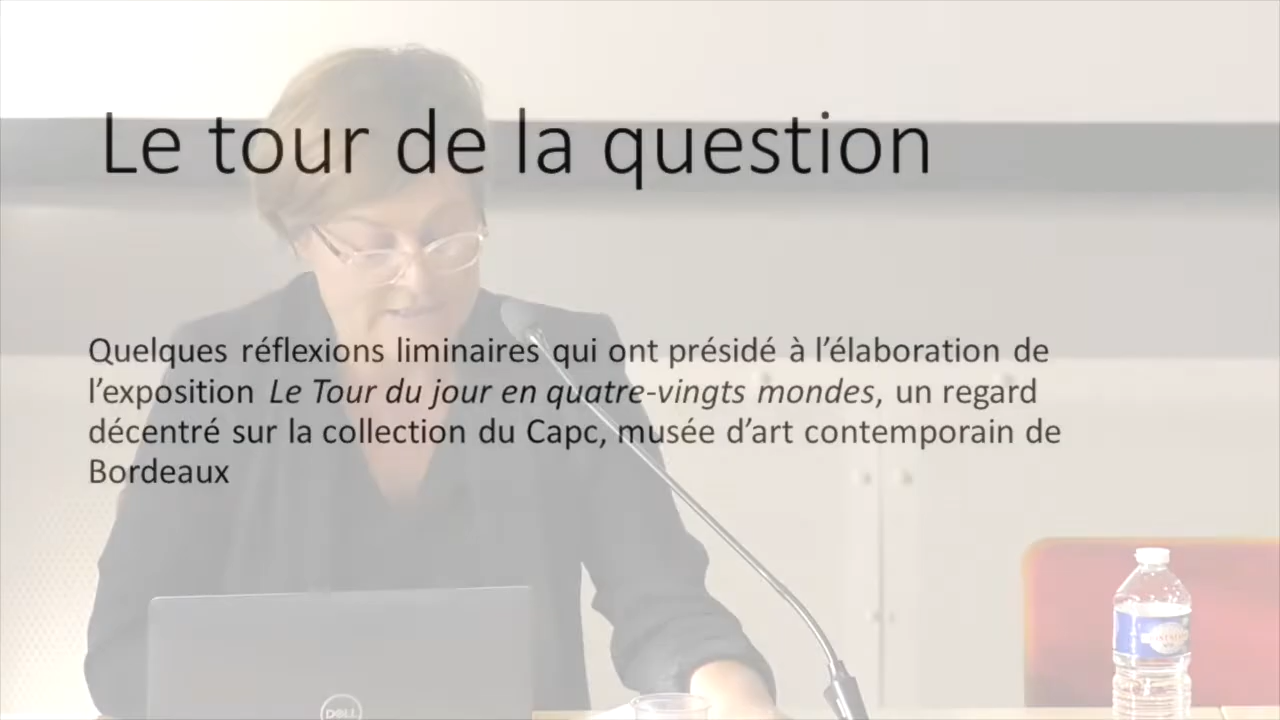 Le tour de la question
Quelques réflexions liminaires qui ont présidé à l’élaboration de
l’exposition Le Tour du jour en quatre-vingts mondes, un regard
décentré sur la collection du Capc, musée d’art contemporain de
Bordeaux
DELL